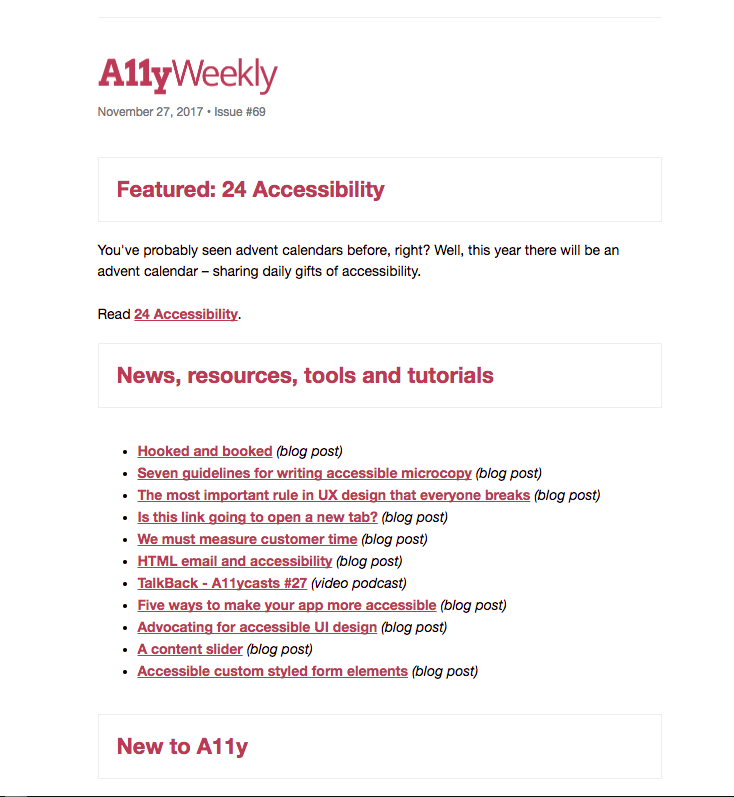 A11yWeekly
November 27, 2017 • Issue #69
Featured: 24 Accessibility
You've probably seen advent calendars before, right? Well, this year there will be an
advent calendar – sharing daily gifts of accessibility.
Read 24 Accessibility.
News, resources, tools and tutorials
• Hooked and booked (blog post)
• Seven guidelines for writing accessible microcopy (blog post)
• The most important rule in UX design that everyone breaks (blog post)
• Is this link going to open a new tab? (blog post)
• We must measure customer time (blog post)
• HTML email and accessibility (blog post)
• TalkBack - A11ycasts #27 (video podcast)
• Five ways to make your app more accessible (blog post)
• Advocating for accessible UI design (blog post)
• A content slider (blog post)
• Accessible custom styled form elements (blog post)
New to A11y